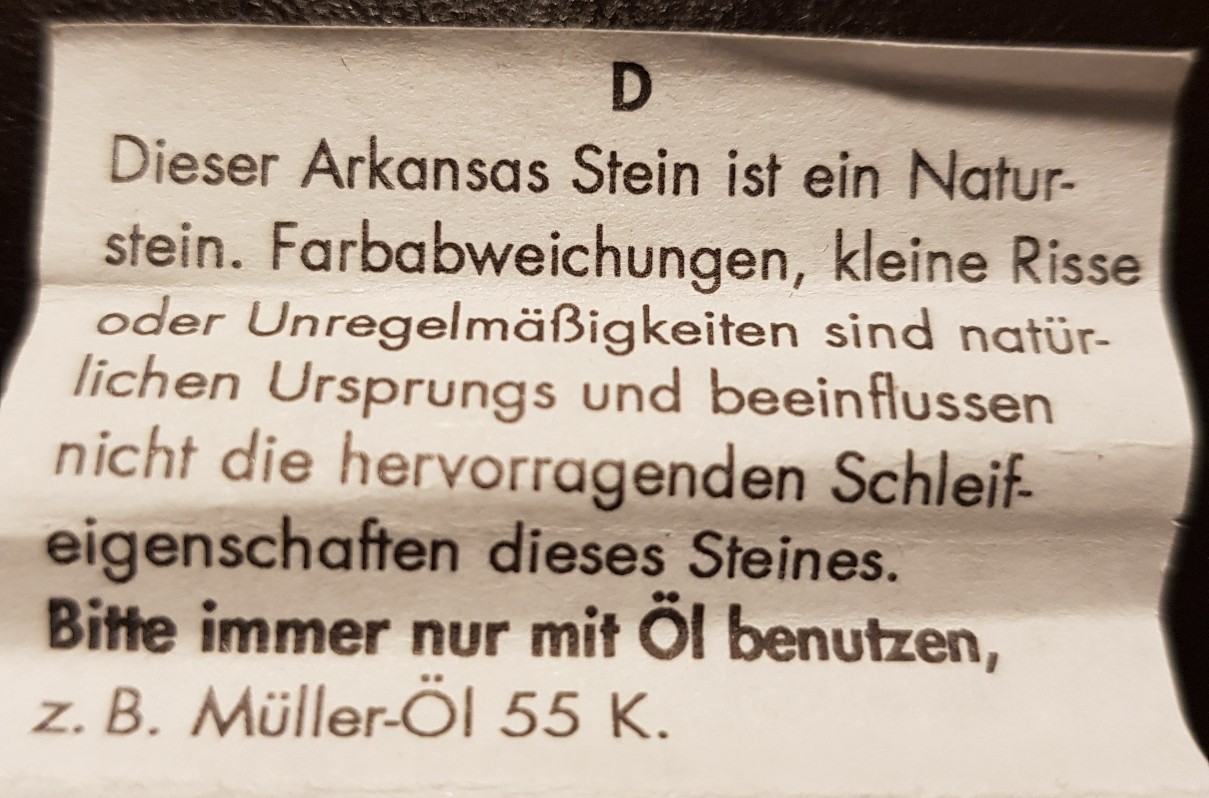 D
Dieser Arkansas Stein ist ein Natur-
stein. Farbabweichungen, kleine Risse
oder Unregelmäßigkeiten sind natür-
lichen Ursprungs und beeinflussen
nicht die hervorragenden Schleif-
eigenschaften dieses Steines.
Bitte immer nur mit Öl benutzen,
z. B. Müller-Öl 55 K.